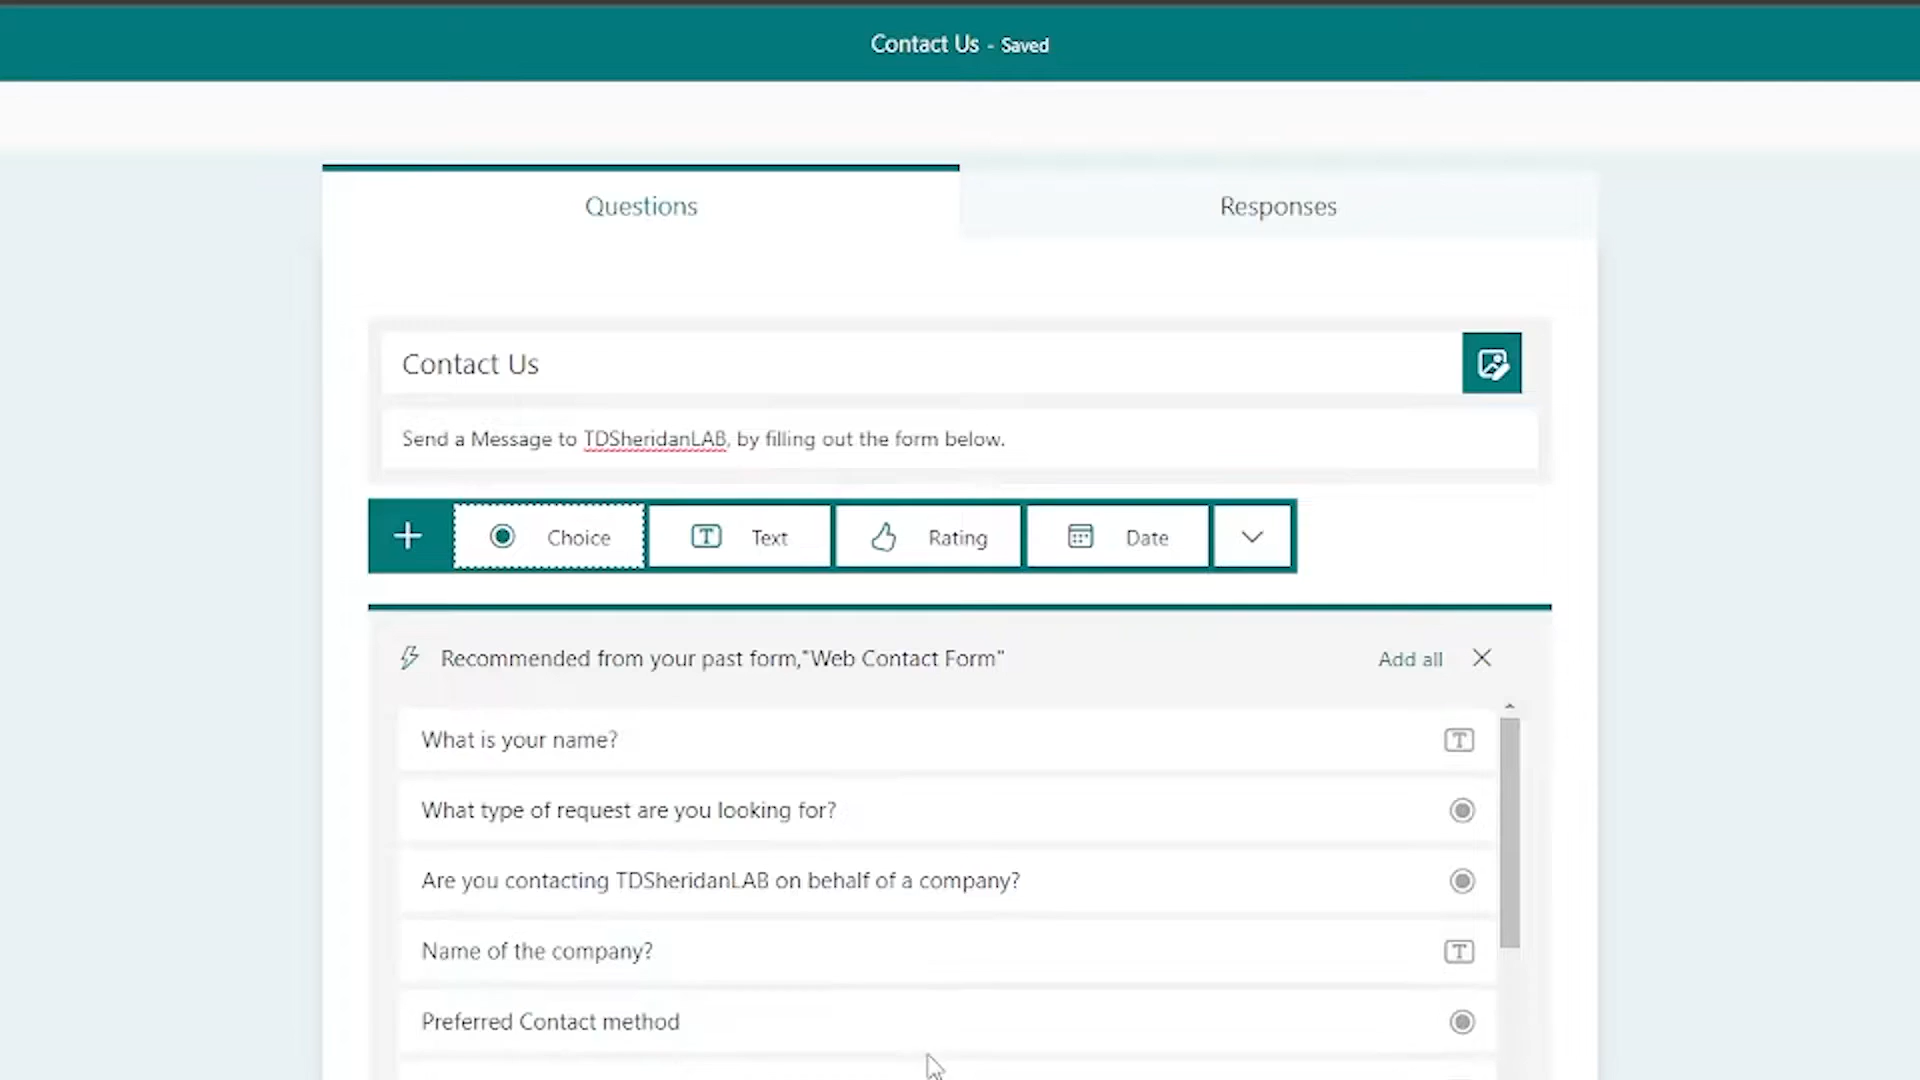 Contact Us - Saved
Questions
Responses
Contact Us
Send a Message to TDSheridanLAB, by filling out the form below.
Choice
Text
Rating
Date
Recommended from your past form,"Web Contact Form"
Add all
What is your name?
What type of request are you looking for?
Are you contacting TDSheridanLAB on behalf of a company?
Name of the company?
Preferred Contact method